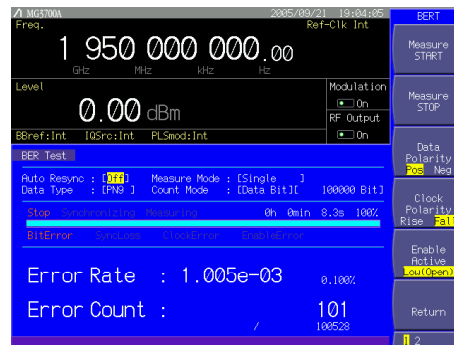 MG3700A 2005/09/21 19:04:05
Freq. Ref-Clk Int
1 950 000 000.00
GHz MHz kHz Hz
Level
0.00 dBm
Modulation
On
RF Output
On
BBref:Int IQSrc:Int PLSmod:Int
BER Test
Auto Resync : [Off] Measure Mode : [Single ]
Data Type : [PN9 ] Count Mode : [Data Bit][ 100000 Bit]
Stop Synchronizing Measuring 0h 0min 8.3s 100%
BitError SyncLoss ClockError EnableError
Error Rate : 1.005e-03 0.100%
Error Count : 101
/ 100528
BERT
Measure
START
Measure
STOP
Data
Polarity
Pos Neg
Clock
Polarity
Rise Fal
Enable
Active
Low(Open)
Return
1 2